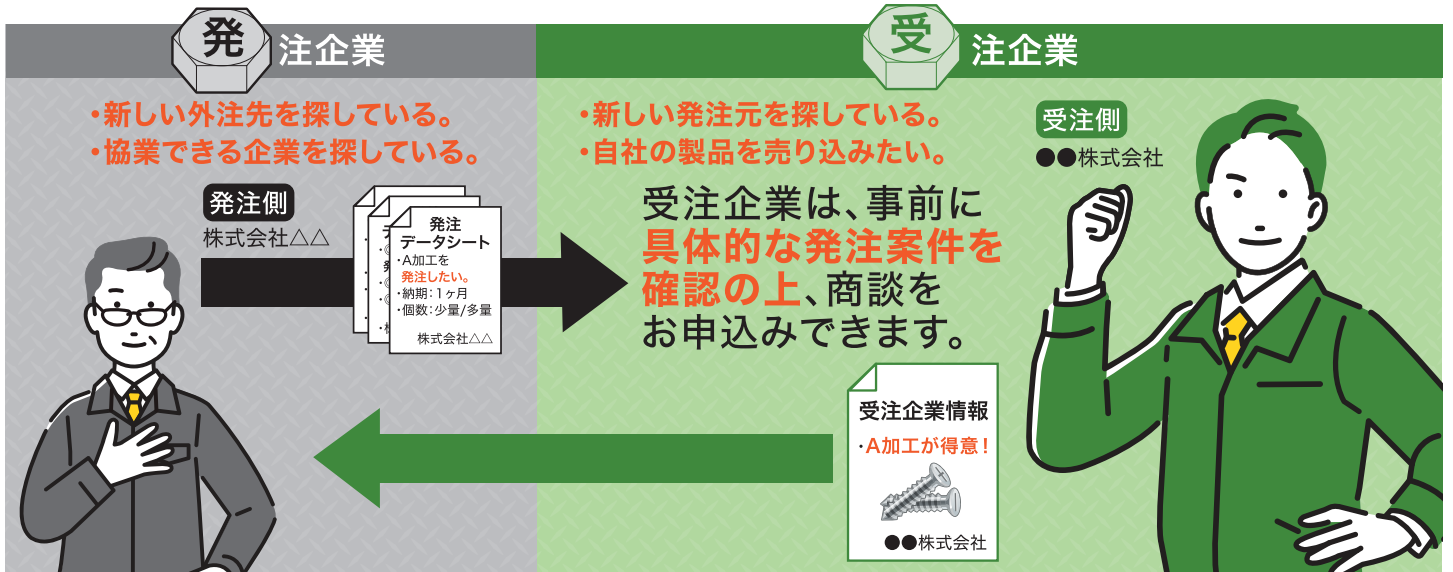 発注企業
・新しい外注先を探している。
・協業できる企業を探している。
発注側
株式会社△△
発注
データシート
・A加工を
発注したい。
・納期：1ヶ月
・個数：少量/多量
株式会社△△
受注企業
・新しい発注元を探している。
・自社の製品を売り込みたい。
受注企業は、事前に
具体的な発注案件を
確認の上、商談を
お申込みできます。
受注側
●●株式会社
受注企業情報
・A加工が得意！
●●株式会社